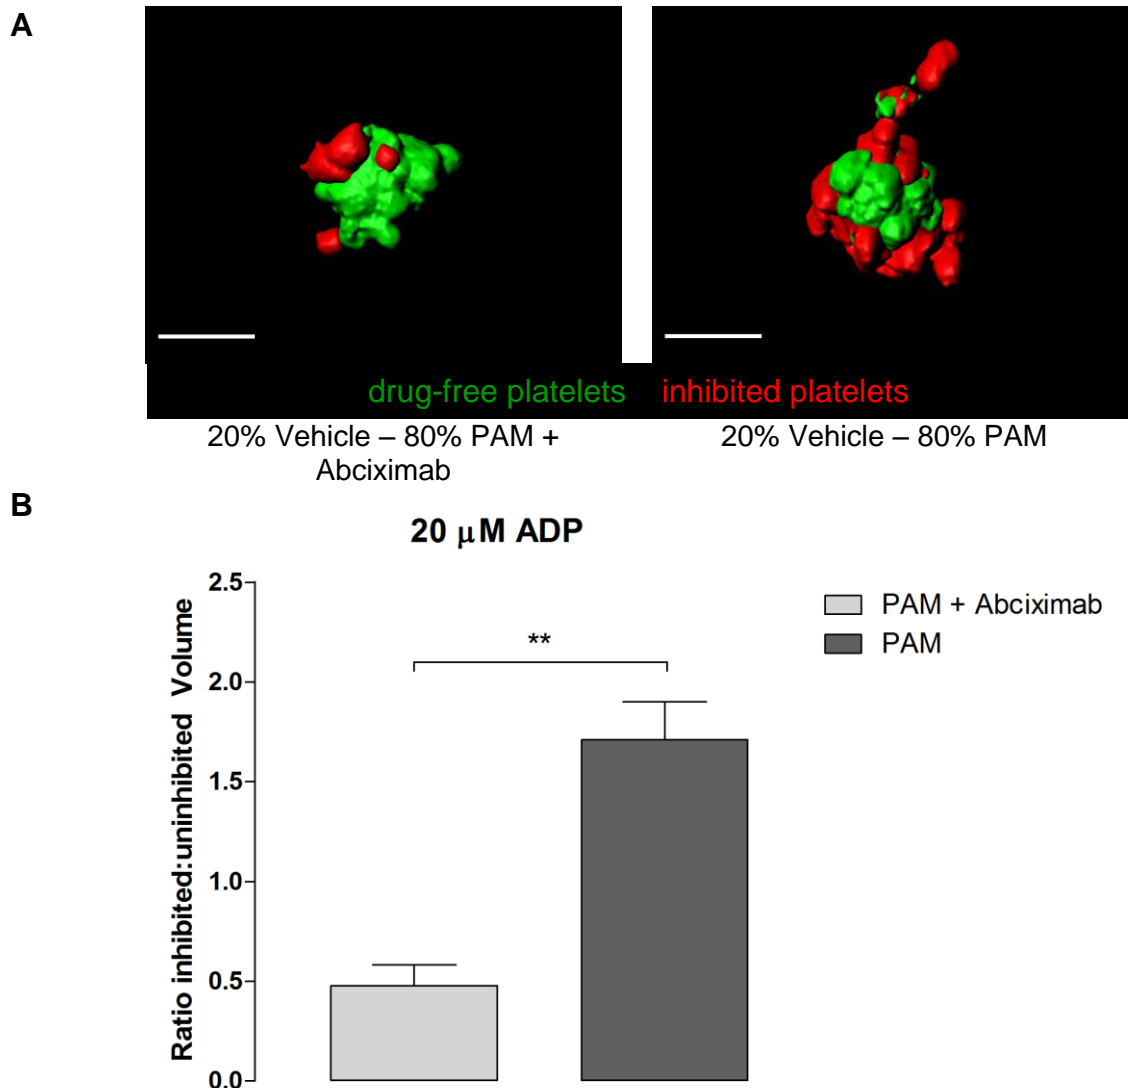 A
drug-free platelets inhibited platelets
20% Vehicle – 80% PAM +
Abciximab
20% Vehicle – 80% PAM
B
20 μM ADP
Ratio inhibited:uninhibited Volume
2.5
2.0
1.5
1.0
0.5
0.0
**
PAM + Abciximab
PAM